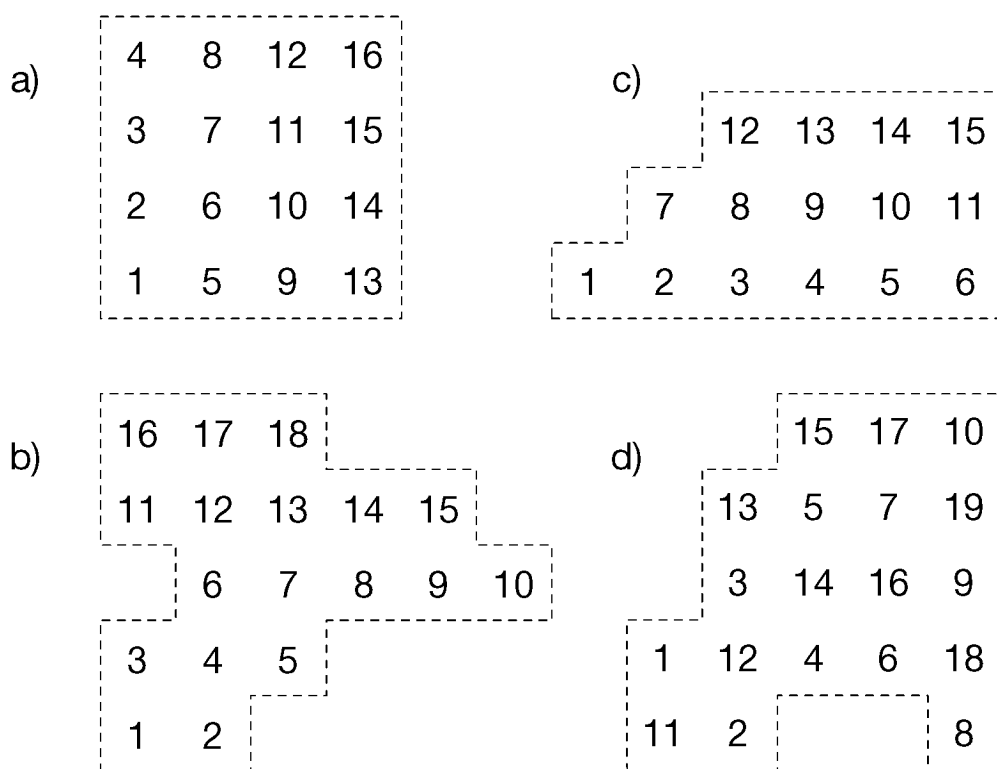 a)
4 8 12 16
3 7 11 15
2 6 10 14
1 5 9 13
c)
12 13 14 15
7 8 9 10 11
1 2 3 4 5 6
b)
16 17 18
11 12 13 14 15
6 7 8 9 10
3 4 5
1 2
d)
15 17 10
13 5 7 19
3 14 16 9
1 12 4 6 18
11 2 8